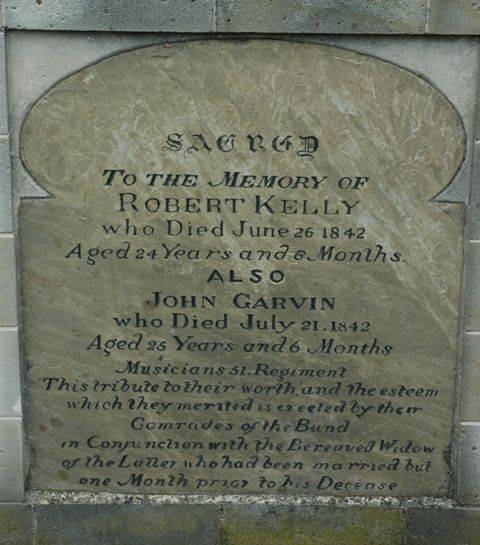 SACRED
TO THE MEMORY OF
ROBERT KELLY
who Died June 26 1842
Aged 24 Years and 6 Months.
ALSO
JOHN GARVIN
who Died July 21. 1842
Aged 25 Years and 6 Months
Musicians 51. Regiment
This tribute to their worth and the esteem
which they merited is erected by their
Comrades of the Band
in Conjunction with the Bereaved Widow
of the Latter who had been married but
one Month prior to his Decease